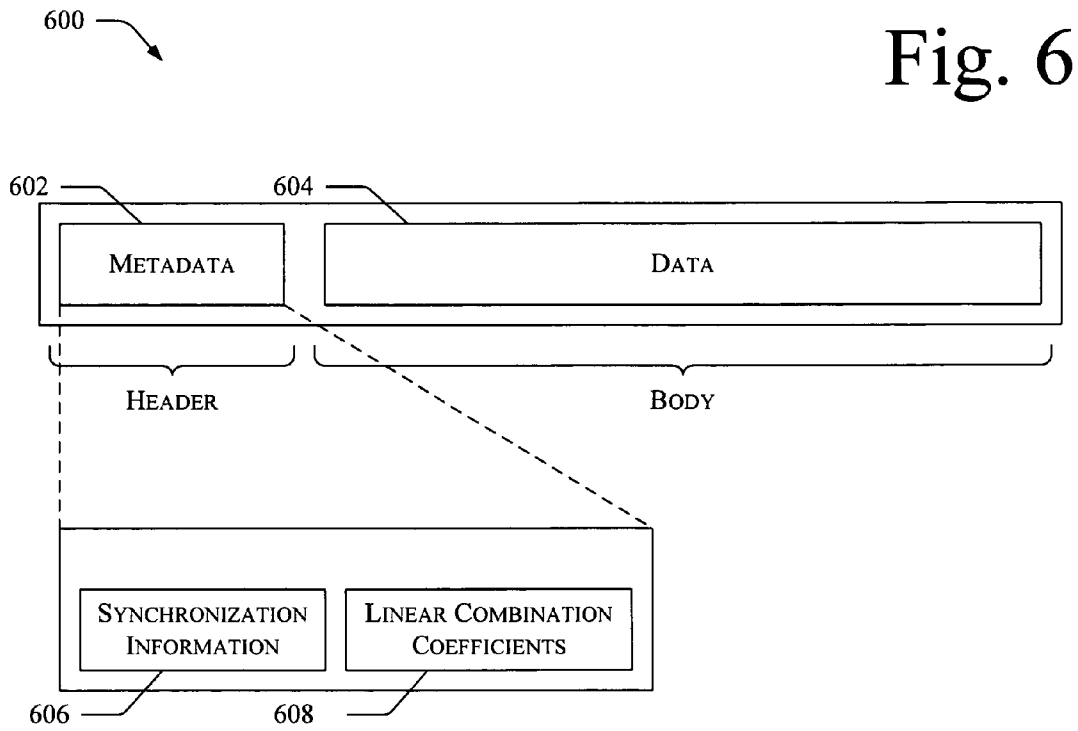 600
Fig. 6
602
604
METADATA
DATA
HEADER
BODY
SYNCHRONIZATION
INFORMATION
LINEAR COMBINATION
COEFFICIENTS
606
608